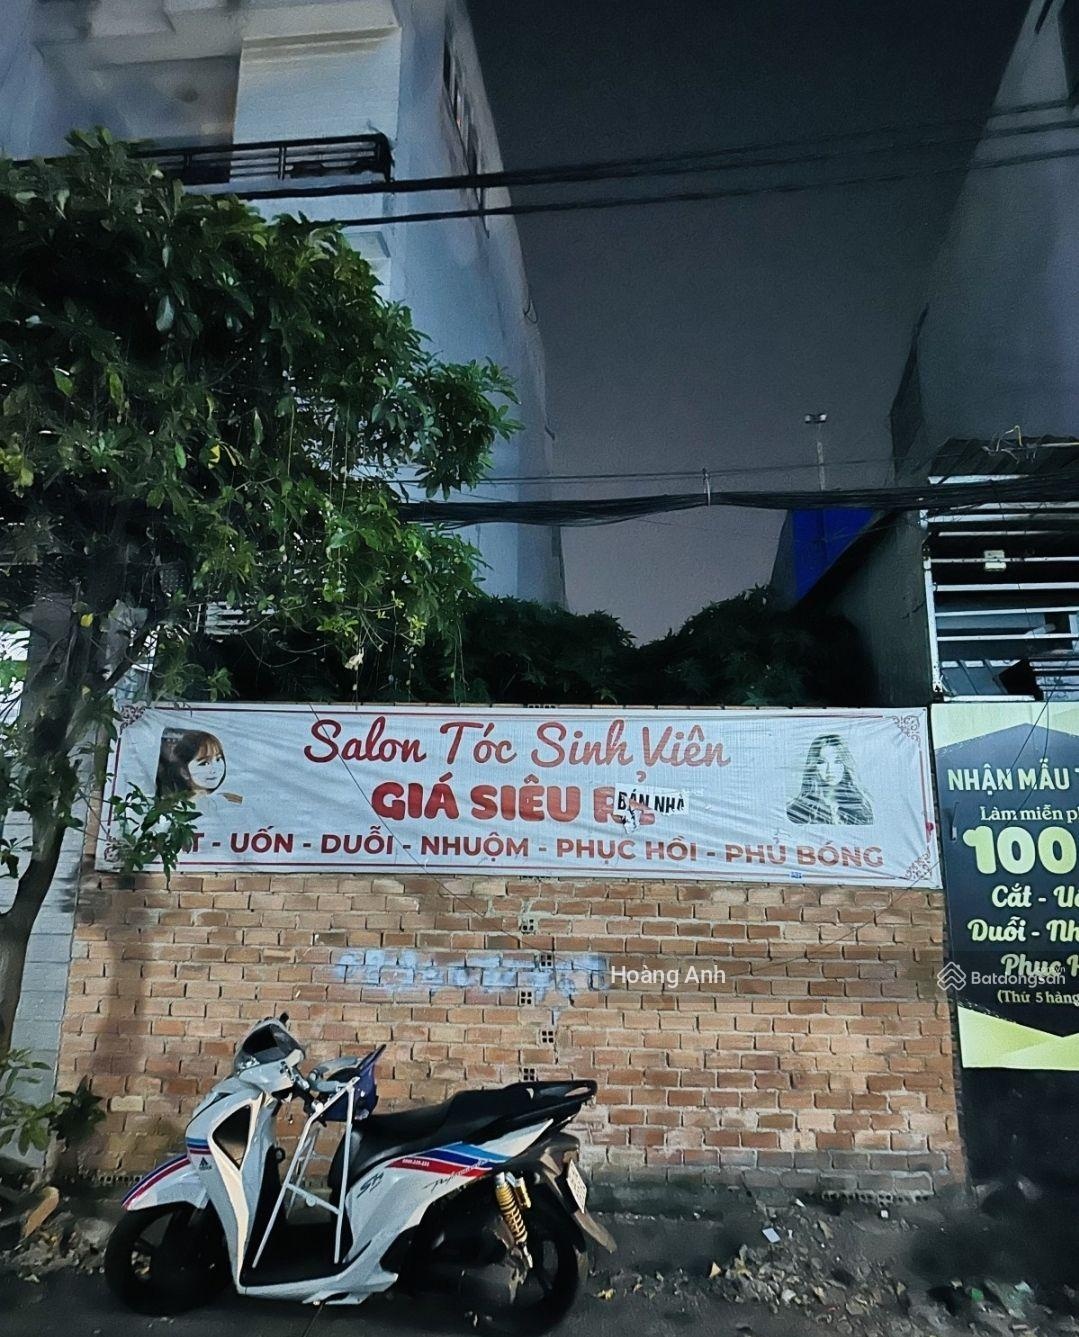 Salon Tóc Sinh Viên
GIÁ SIÊU
BÁN NHÀ
- UỐN - DUỖI - NHUỘM - PHỤC HỒI - PHỦ BÓNG
NHẬN MẪU
Làm miễn
100
Cắt -
Duỗi -
Phục
(Thứ 5 hàng
Hoàng Anh
Batdongsan